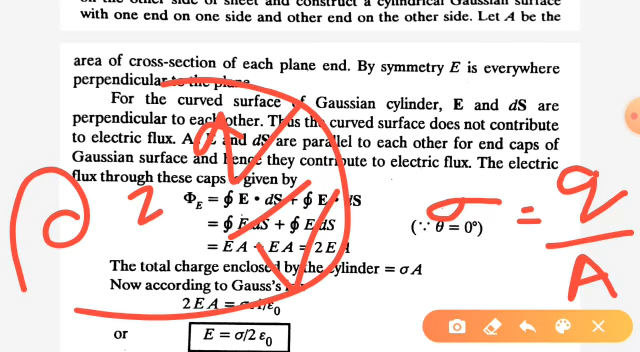 on the other side of sheet and construct a cylindrical Gaussian surface
with one end on one side and other end on the other side. Let A be the
area of cross-section of each plane end. By symmetry E is everywhere
perpendicular to the plane.
For the curved surface of Gaussian cylinder, E and dS are
perpendicular to each other. Thus the curved surface does not contribute
to electric flux. A E and dS are parallel to each other for end caps of
Gaussian surface and hence they contribute to electric flux. The electric
flux through these caps given by
Φ_E = ∮ E • dS + ∮ E • dS
= ∮ E dS + ∮ E dS (∵ θ = 0°)
= EA + EA = 2EA
The total charge enclosed by the cylinder = σA
Now according to Gauss's
2EA = σA/ε₀
or E = σ/2ε₀
σ = q/A